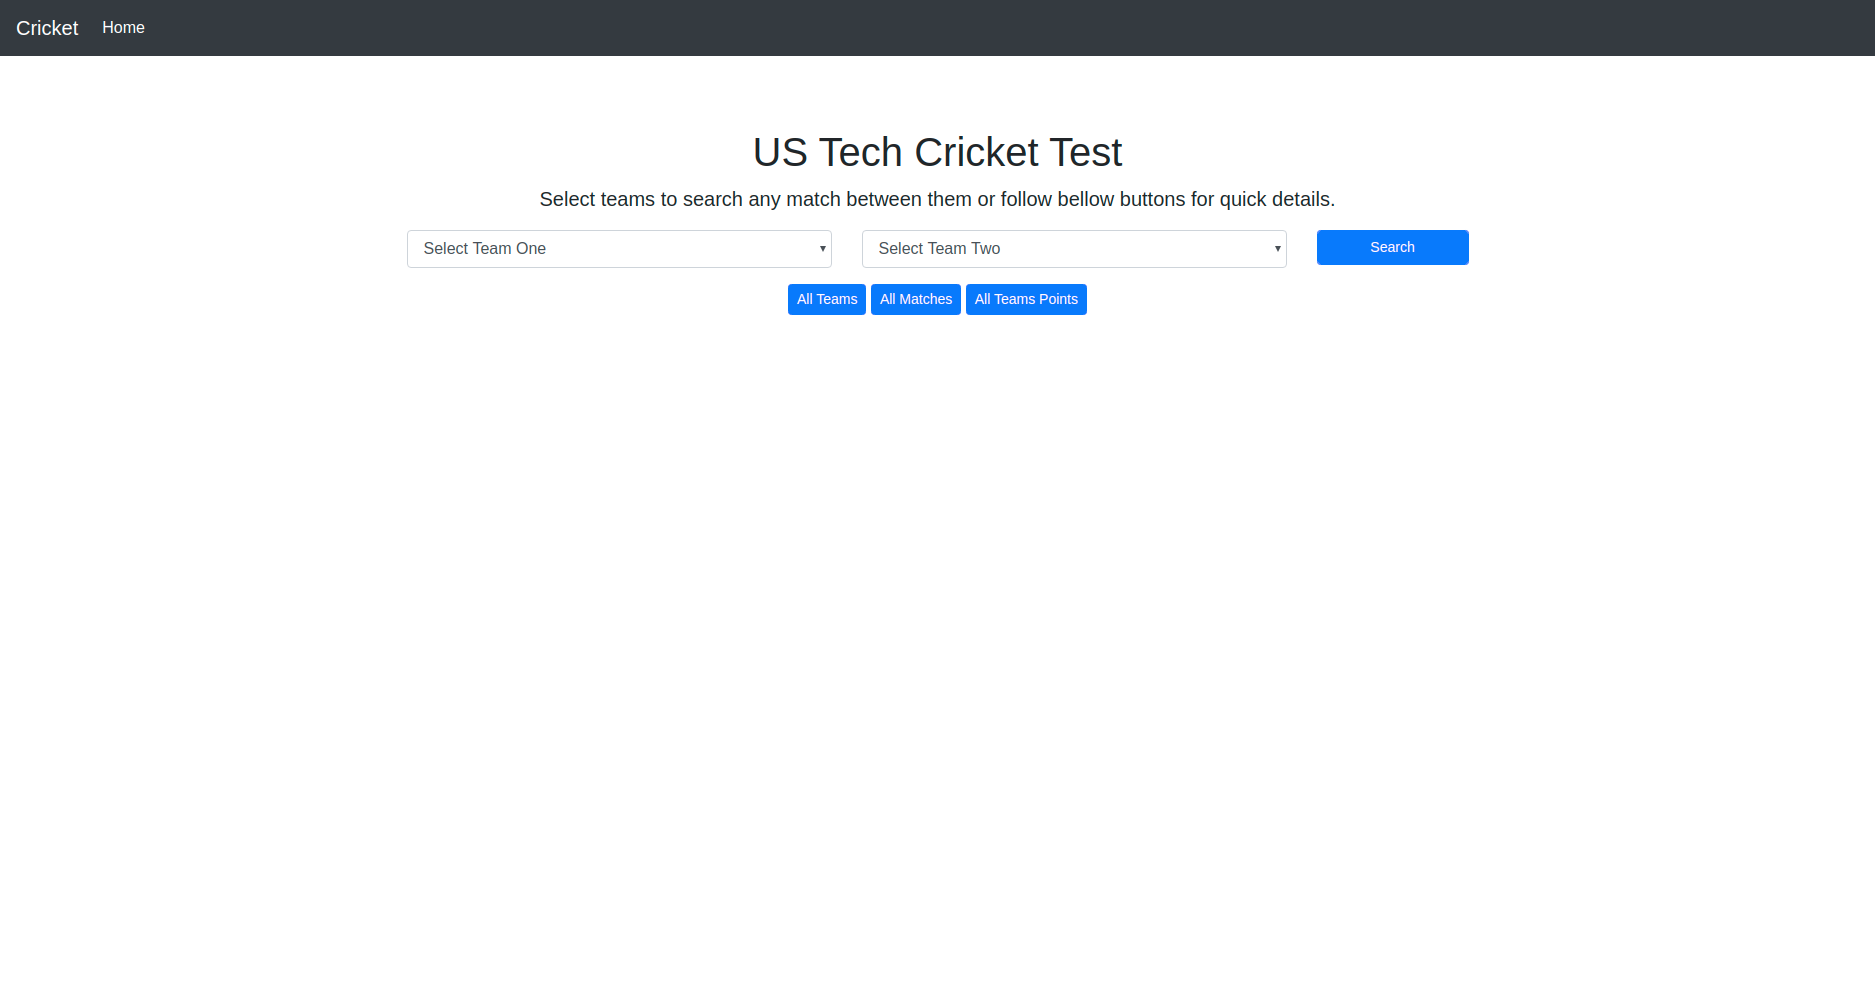 Cricket Home
US Tech Cricket Test
Select teams to search any match between them or follow bellow buttons for quick details.
Select Team One Select Team Two Search
All Teams All Matches All Teams Points